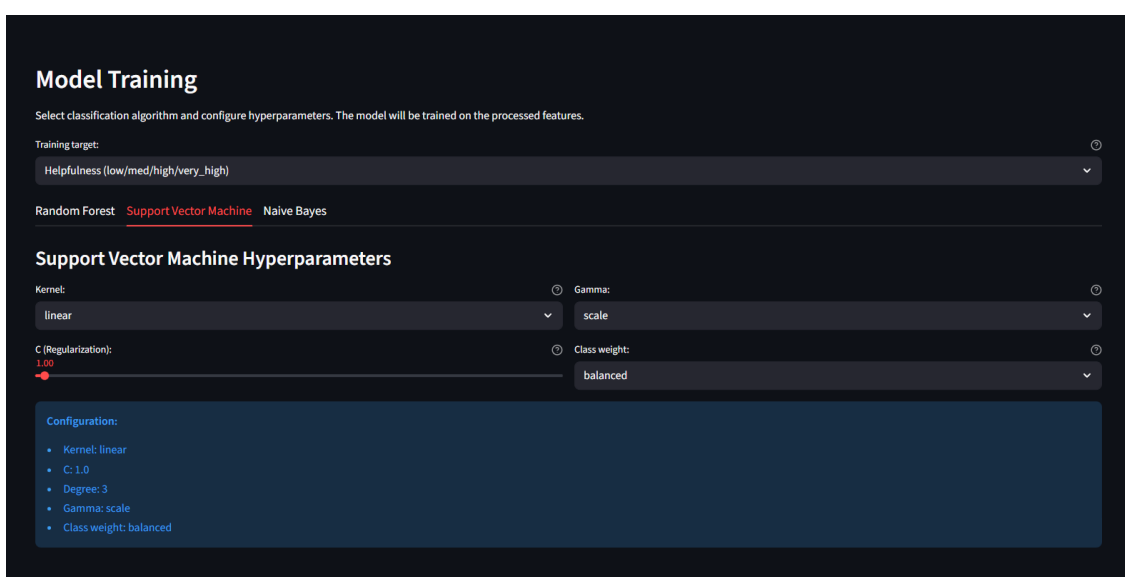 Model Training
Select classification algorithm and configure hyperparameters. The model will be trained on the processed features.
Training target:
Helpfulness (low/med/high/very_high)
Random Forest Support Vector Machine Naive Bayes
Support Vector Machine Hyperparameters
Kernel: Gamma:
linear scale
C (Regularization): Class weight:
1.00
balanced
Configuration:
• Kernel: linear
• C: 1.0
• Degree: 3
• Gamma: scale
• Class weight: balanced